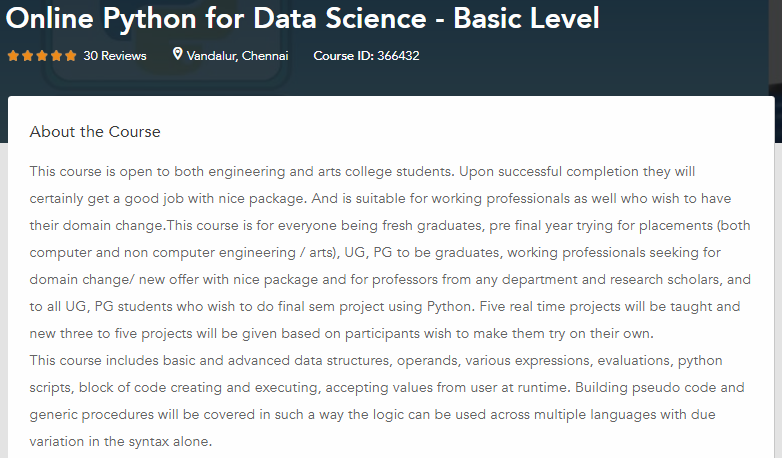 Online Python for Data Science - Basic Level
30 Reviews Vandalur, Chennai Course ID: 366432
About the Course
This course is open to both engineering and arts college students. Upon successful completion they will
certainly get a good job with nice package. And is suitable for working professionals as well who wish to have
their domain change.This course is for everyone being fresh graduates, pre final year trying for placements (both
computer and non computer engineering / arts), UG, PG to be graduates, working professionals seeking for
domain change/ new offer with nice package and for professors from any department and research scholars, and
to all UG, PG students who wish to do final sem project using Python. Five real time projects will be taught and
new three to five projects will be given based on participants wish to make them try on their own.
This course includes basic and advanced data structures, operands, various expressions, evaluations, python
scripts, block of code creating and executing, accepting values from user at runtime. Building pseudo code and
generic procedures will be covered in such a way the logic can be used across multiple languages with due
variation in the syntax alone.